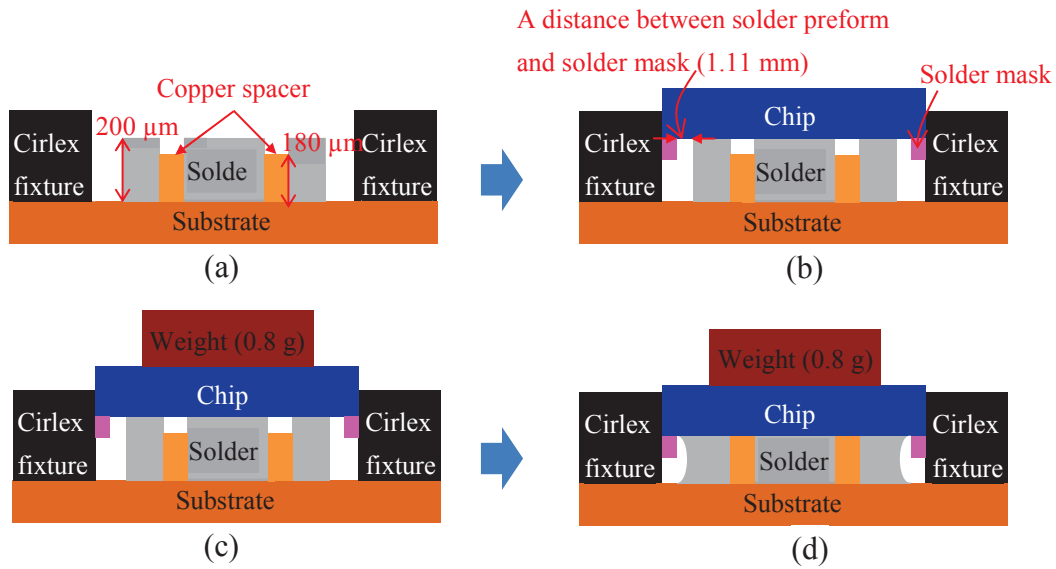 Copper spacer
200 µm
180 µm
Cirlex
fixture
Solde
Cirlex
fixture
Substrate
(a)
A distance between solder preform
and solder mask (1.11 mm)
Solder mask
Chip
Cirlex
fixture
Solder
Cirlex
fixture
Substrate
(b)
Weight (0.8 g)
Chip
Cirlex
fixture
Solder
Cirlex
fixture
Substrate
(c)
Weight (0.8 g)
Chip
Cirlex
fixture
Solder
Cirlex
fixture
Substrate
(d)